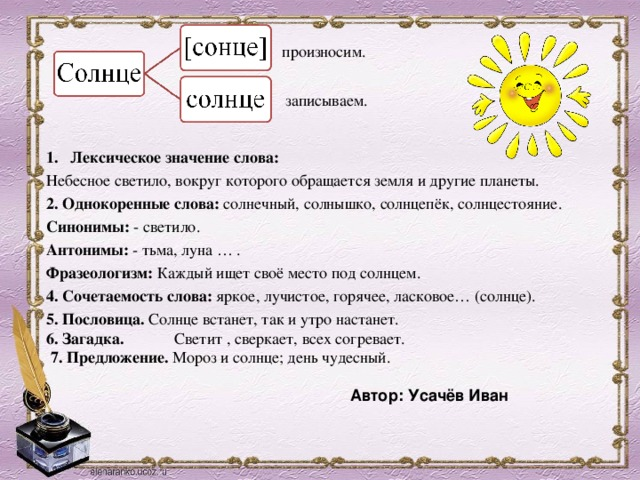 [сонце]
произносим.
Солнце
солнце
записываем.
1. Лексическое значение слова:
Небесное светило, вокруг которого обращается земля и другие планеты.
2. Однокоренные слова: солнечный, солнышко, солнцепёк, солнцестояние.
Синонимы: - светило.
Антонимы: - тьма, луна … .
Фразеологизм: Каждый ищет своё место под солнцем.
4. Сочетаемость слова: яркое, лучистое, горячее, ласковое… (солнце).
5. Пословица. Солнце встанет, так и утро настанет.
6. Загадка. Светит , сверкает, всех согревает.
7. Предложение. Мороз и солнце; день чудесный.
Автор: Усачёв Иван
elenaranko.ucoz.ru